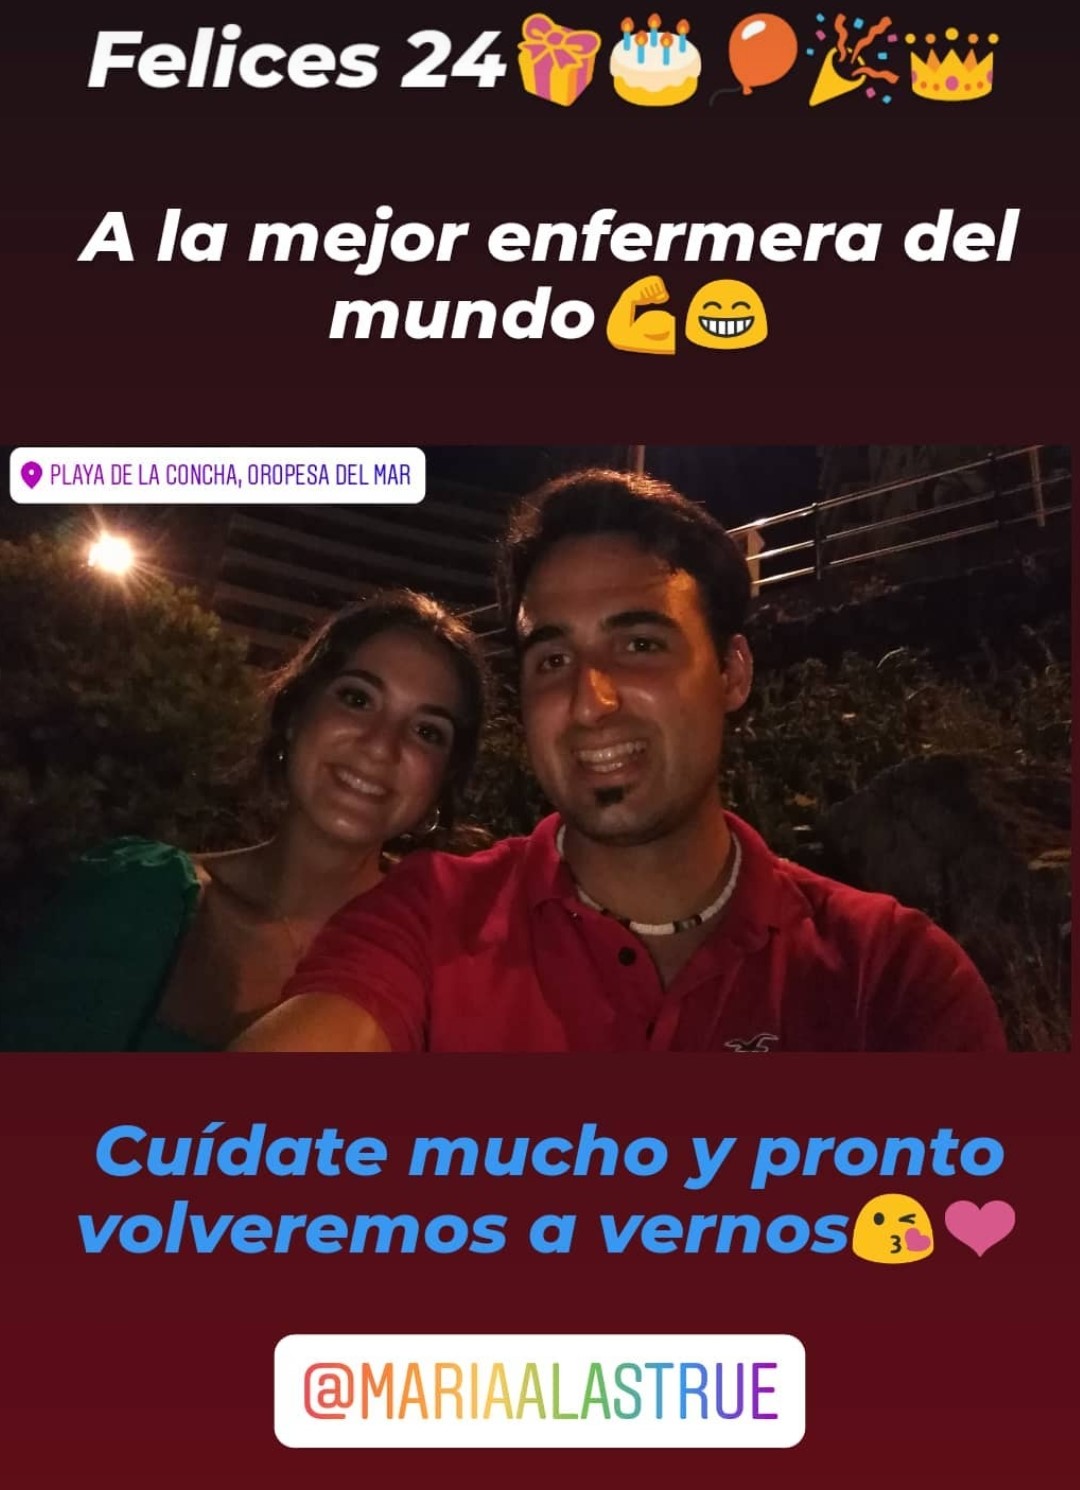 Felices 24🎁🎂🎈🎉👑
A la mejor enfermera del
mundo💪😁
PLAYA DE LA CONCHA, OROPESA DEL MAR
Cuídate mucho y pronto
volveremos a vernos😘❤
@MARIAALASTRUE